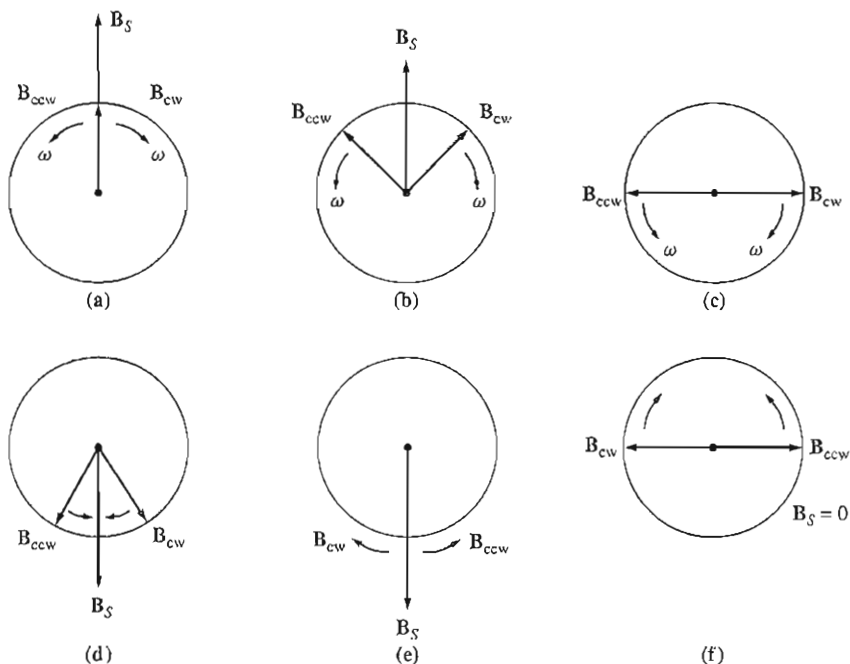 B_S
B_ccw B_cw
ω ω
(a)
B_S
B_ccw B_cw
ω ω
(b)
B_ccw B_cw
ω ω
(c)
B_ccw B_cw
B_S
(d)
B_cw B_ccw
B_S
(e)
B_cw B_ccw
B_S = 0
(f)